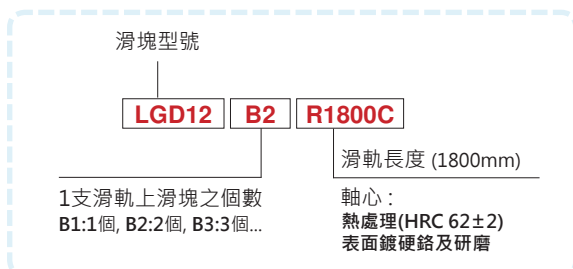 滑塊型號
LGD12 B2 R1800C
滑軌長度 (1800mm)
1支滑軌上滑塊之個數
B1:1個, B2:2個, B3:3個...
軸心 :
熱處理(HRC 62±2)
表面鍍硬鉻及研磨